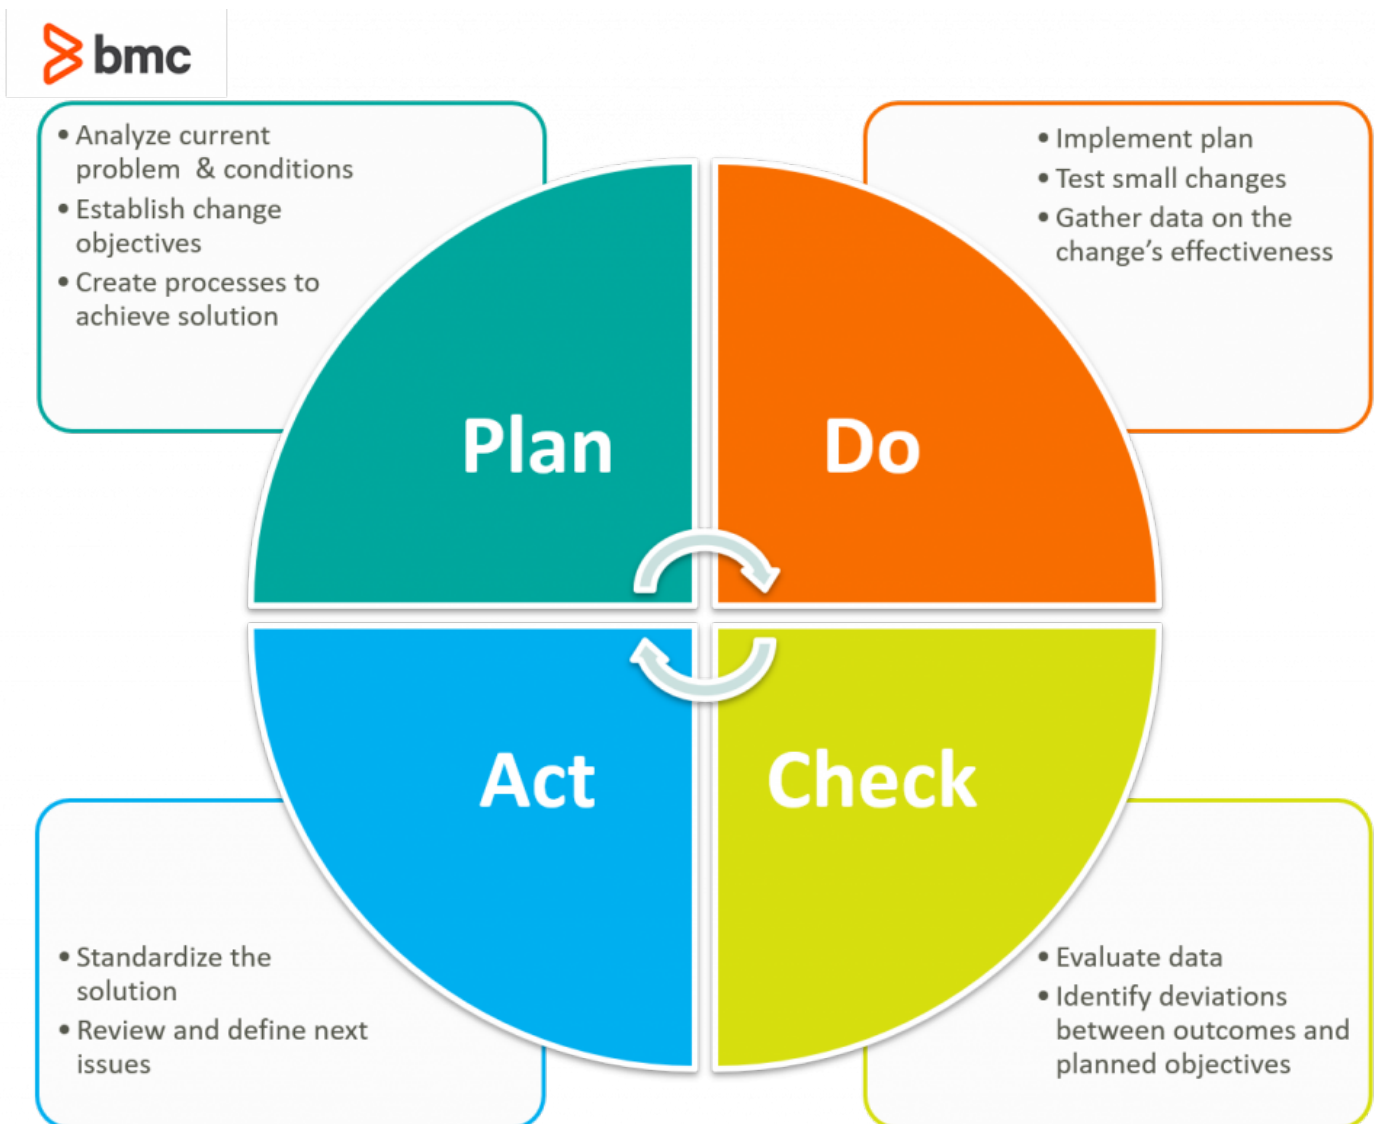 bmc
• Analyze current
problem & conditions
• Establish change
objectives
• Create processes to
achieve solution
• Implement plan
• Test small changes
• Gather data on the
change’s effectiveness
Plan
Do
Act
Check
• Standardize the
solution
• Review and define next
issues
• Evaluate data
• Identify deviations
between outcomes and
planned objectives